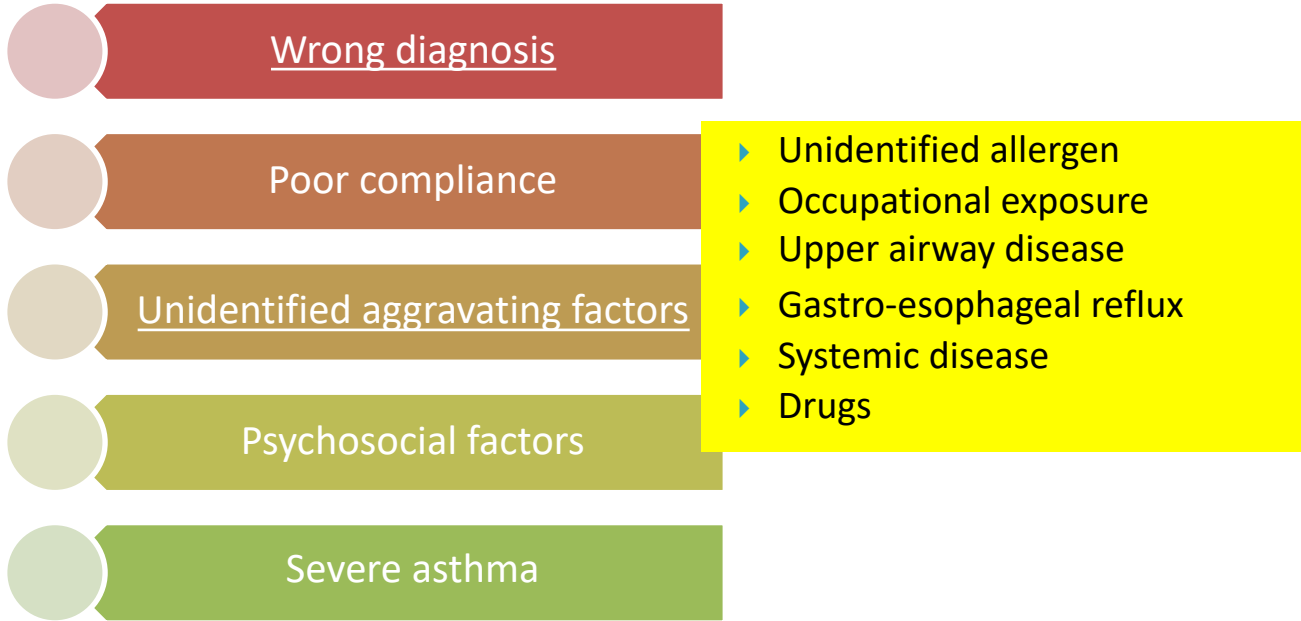 Wrong diagnosis
Poor compliance
Unidentified aggravating factors
Psychosocial factors
Severe asthma
Unidentified allergen
Occupational exposure
Upper airway disease
Gastro-esophageal reflux
Systemic disease
Drugs